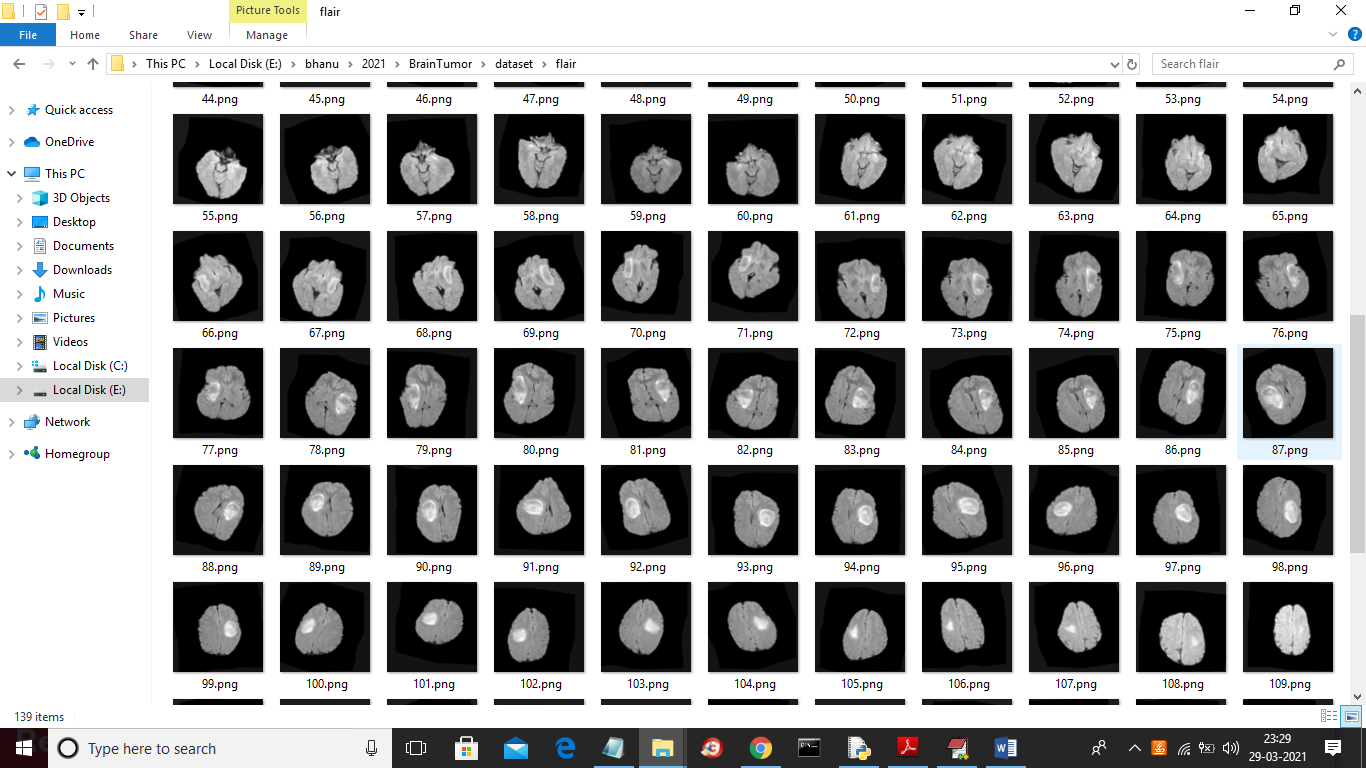 Picture Tools
flair
File
Home
Share
View
Manage
This PC
Local Disk (E:)
bhanu
2021
BrainTumor
dataset
flair
Search flair
Quick access
OneDrive
This PC
3D Objects
Desktop
Documents
Downloads
Music
Pictures
Videos
Local Disk (C:)
Local Disk (E:)
Network
Homegroup
44.png 45.png 46.png 47.png 48.png 49.png 50.png 51.png 52.png 53.png 54.png
55.png 56.png 57.png 58.png 59.png 60.png 61.png 62.png 63.png 64.png 65.png
66.png 67.png 68.png 69.png 70.png 71.png 72.png 73.png 74.png 75.png 76.png
77.png 78.png 79.png 80.png 81.png 82.png 83.png 84.png 85.png 86.png 87.png
88.png 89.png 90.png 91.png 92.png 93.png 94.png 95.png 96.png 97.png 98.png
99.png 100.png 101.png 102.png 103.png 104.png 105.png 106.png 107.png 108.png 109.png
139 items
Type here to search
23:29
29-03-2021